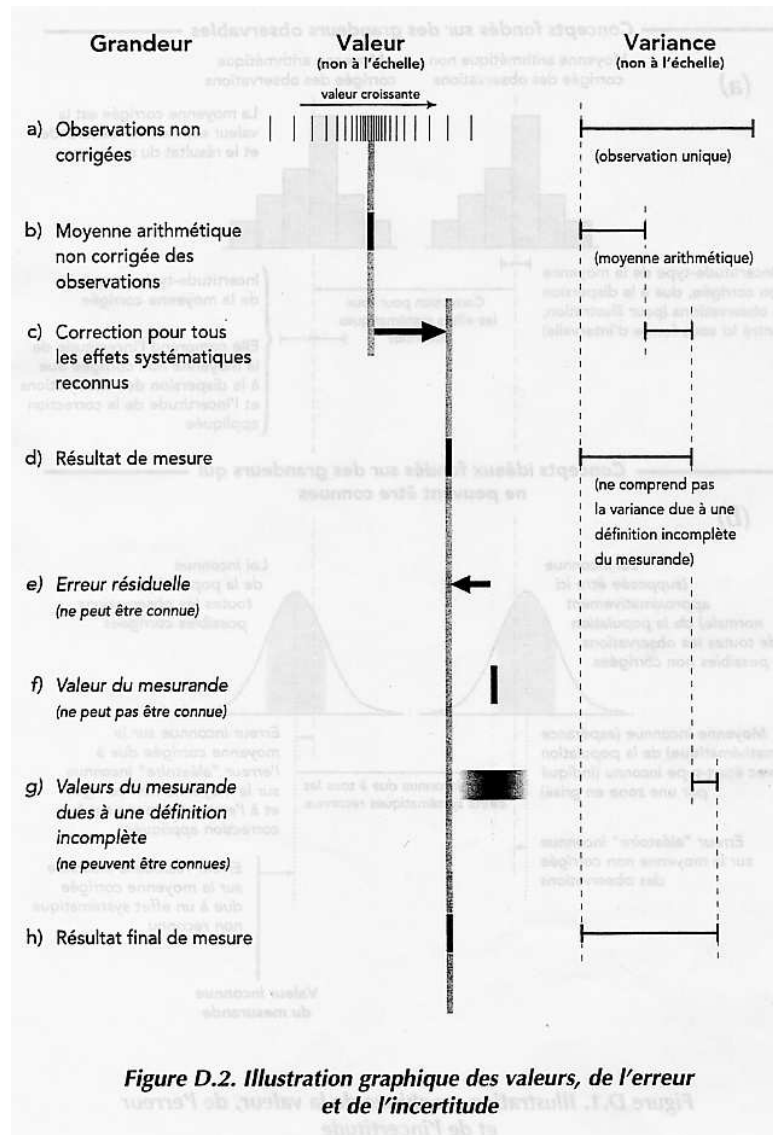 Grandeur
Valeur
(non à l'échelle)
Variance
(non à l'échelle)
valeur croissante
a) Observations non
corrigées
(observation unique)
b) Moyenne arithmétique
non corrigée des
observations
(moyenne arithmétique)
c) Correction pour tous
les effets systématiques
reconnus
d) Résultat de mesure
(ne comprend pas
la variance due à une
définition incomplète
du mesurande)
e) Erreur résiduelle
(ne peut être connue)
f) Valeur du mesurande
(ne peut pas être connue)
g) Valeurs du mesurande
dues à une définition
incomplète
(ne peuvent être connues)
h) Résultat final de mesure
Figure D.2. Illustration graphique des valeurs, de l'erreur
et de l'incertitude